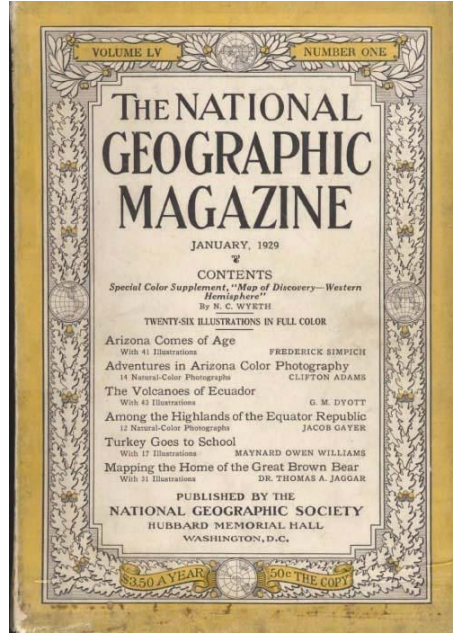 VOLUME LV NUMBER ONE
THE NATIONAL
GEOGRAPHIC
MAGAZINE
JANUARY, 1929
CONTENTS
Special Color Supplement, "Map of Discovery—Western
Hemisphere"
By N. C. WYETH
TWENTY-SIX ILLUSTRATIONS IN FULL COLOR
Arizona Comes of Age
With 41 Illustrations FREDERICK SIMPICH
Adventures in Arizona Color Photography
14 Natural-Color Photographs CLIFTON ADAMS
The Volcanoes of Ecuador
With 43 Illustrations G. M. DYOTT
Among the Highlands of the Equator Republic
12 Natural-Color Photographs JACOB GAYER
Turkey Goes to School
With 17 Illustrations MAYNARD OWEN WILLIAMS
Mapping the Home of the Great Brown Bear
With 31 Illustrations DR. THOMAS A. JAGGAR
PUBLISHED BY THE
NATIONAL GEOGRAPHIC SOCIETY
HUBBARD MEMORIAL HALL
WASHINGTON, D.C.
$3.50 A YEAR 50c THE COPY